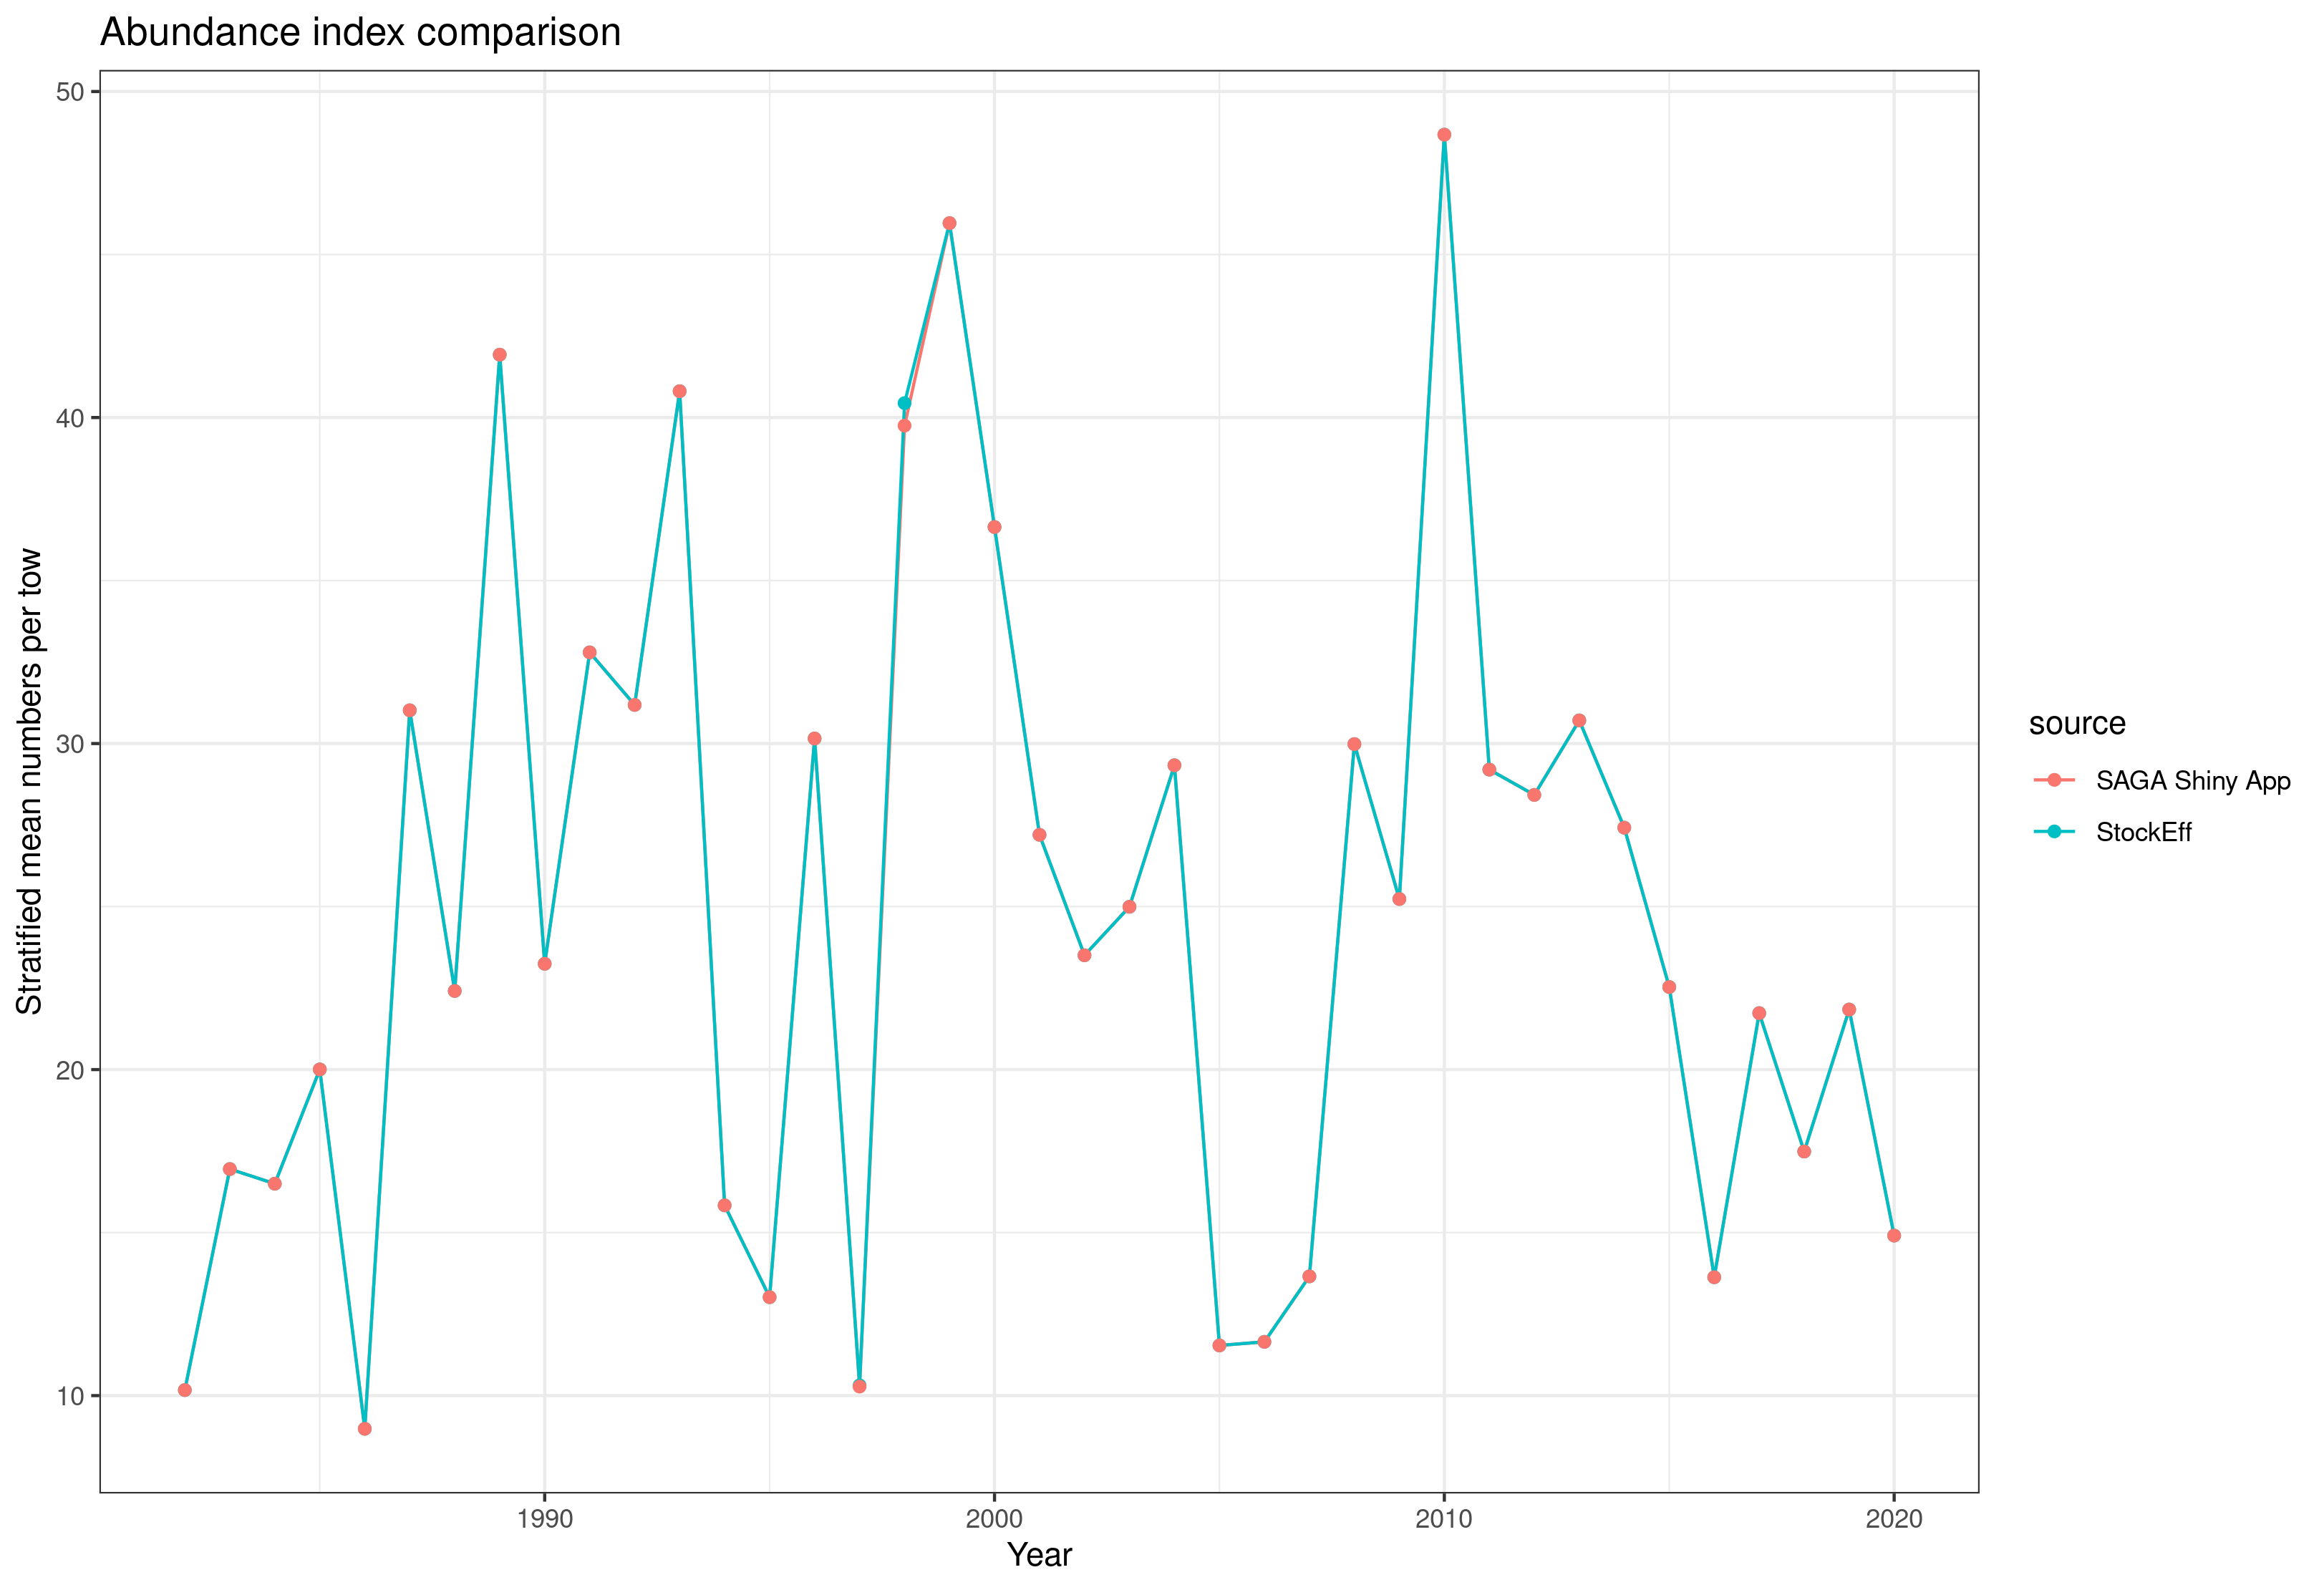 Abundance index comparison
50
40
30
20
10
Stratified mean numbers per tow
1990
2000
2010
2020
Year
source
SAGA Shiny App
StockEff